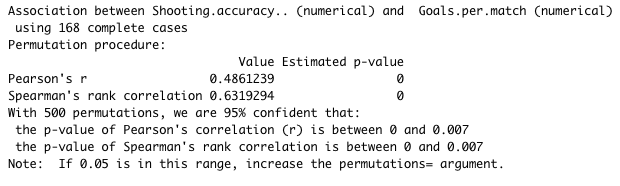 Association between Shooting.accuracy.. (numerical) and  Goals.per.match (numerical)
 using 168 complete cases
Permutation procedure:
                                Value Estimated p-value
Pearson's r                 0.4861239                 0
Spearman's rank correlation 0.6319294                 0
With 500 permutations, we are 95% confident that:
 the p-value of Pearson's correlation (r) is between 0 and 0.007
 the p-value of Spearman's rank correlation is between 0 and 0.007
Note:  If 0.05 is in this range, increase the permutations= argument.